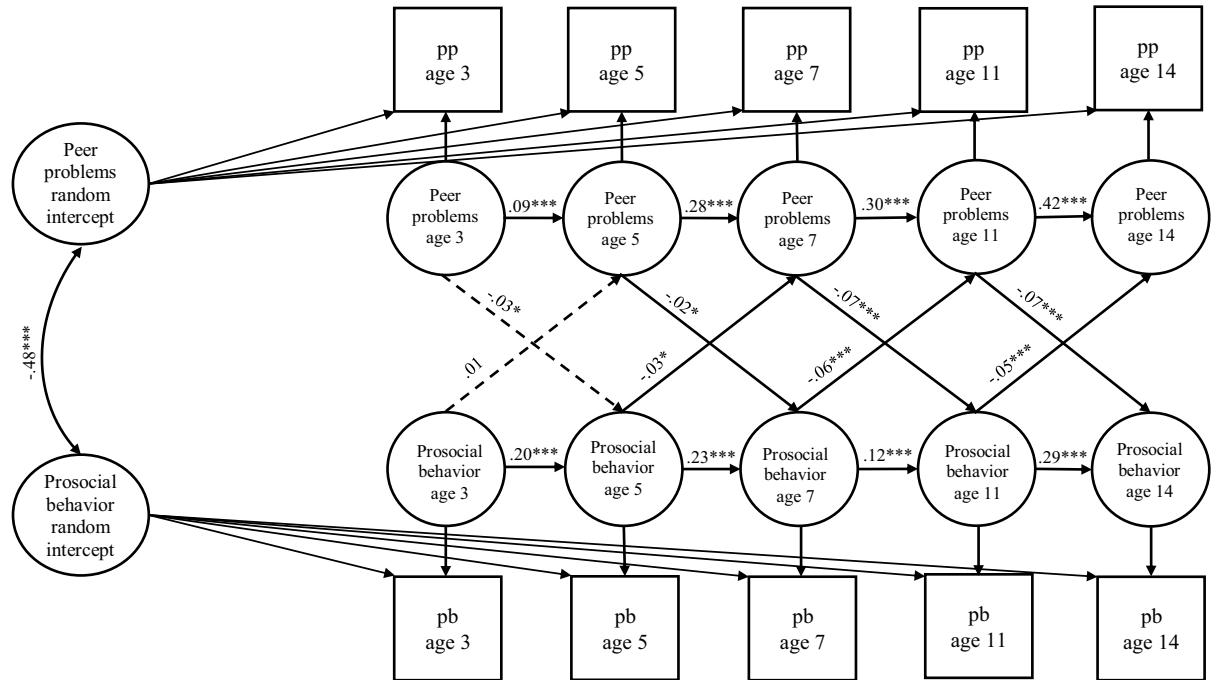 pp
age 3
pp
age 5
pp
age 7
pp
age 11
pp
age 14
Peer
problems
random
intercept
Peer
problems
age 3
.09***
Peer
problems
age 5
.28***
Peer
problems
age 7
.30***
Peer
problems
age 11
.42***
Peer
problems
age 14
-.48***
-.03*
.01
-.02*
-.03*
-.07***
-.06***
-.07***
-.05***
Prosocial
behavior
random
intercept
Prosocial
behavior
age 3
.20***
Prosocial
behavior
age 5
.23***
Prosocial
behavior
age 7
.12***
Prosocial
behavior
age 11
.29***
Prosocial
behavior
age 14
pb
age 3
pb
age 5
pb
age 7
pb
age 11
pb
age 14